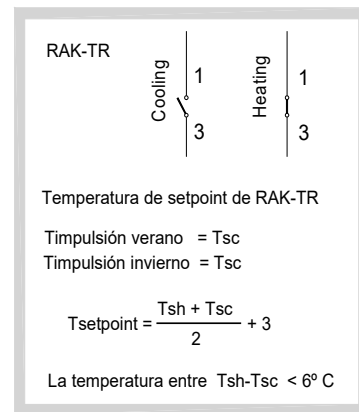 RAK-TR
Cooling
1
3
Heating
1
3
Temperatura de setpoint de RAK-TR
Timpulsión verano = Tsc
Timpulsión invierno = Tsc
Tsetpoint = Tsh + Tsc / 2 + 3
La temperatura entre Tsh-Tsc < 6º C